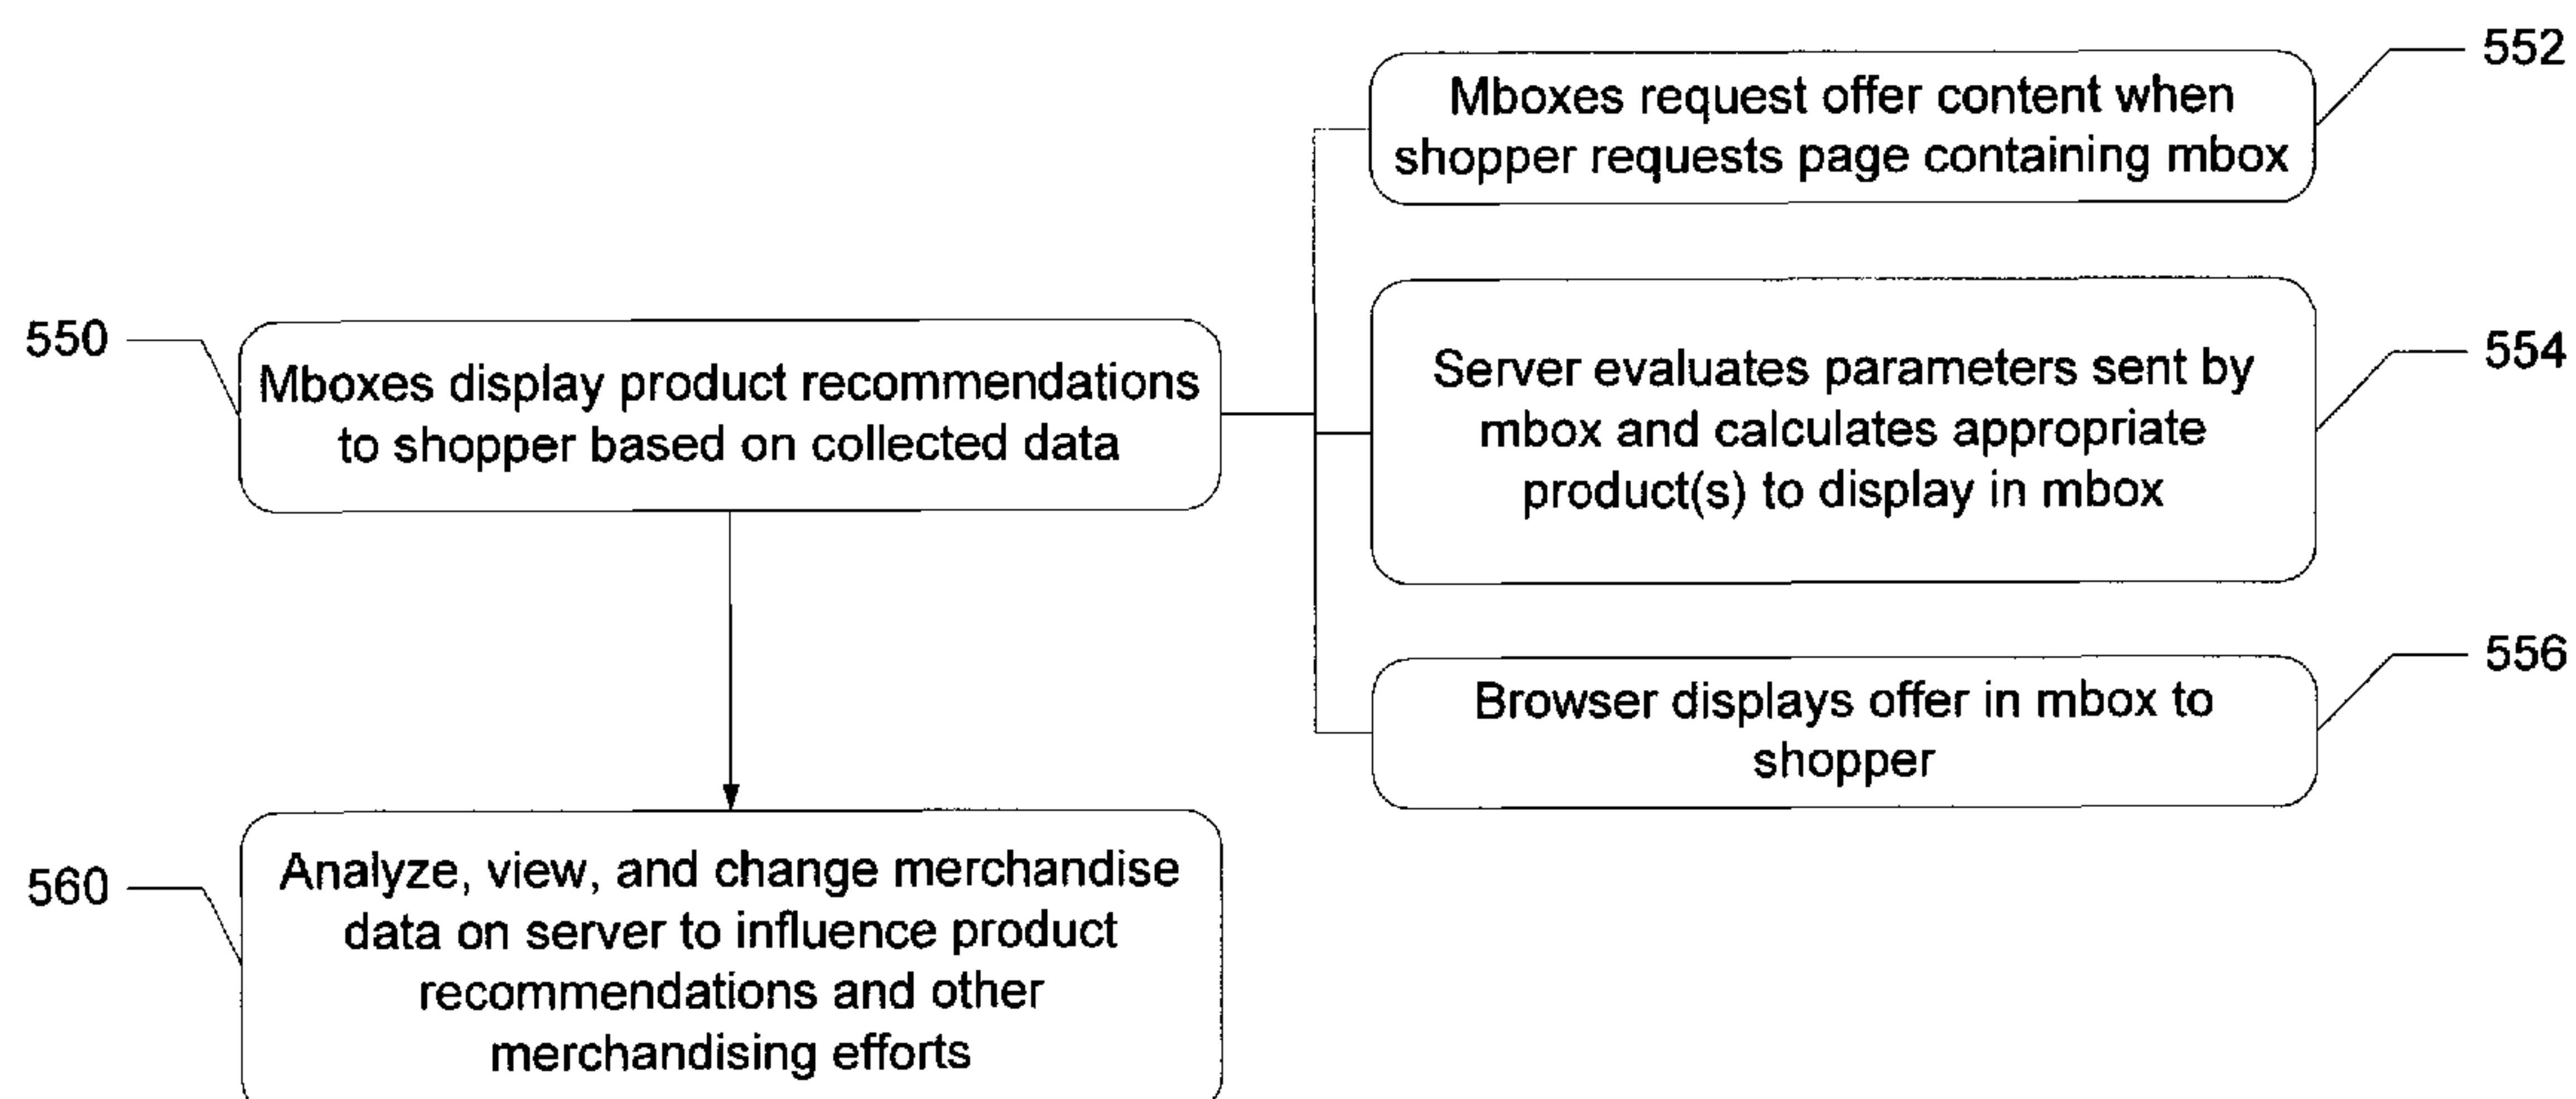 552
Mboxes request offer content when
shopper requests page containing mbox
550
Mboxes display product recommendations
to shopper based on collected data
554
Server evaluates parameters sent by
mbox and calculates appropriate
product(s) to display in mbox
556
Browser displays offer in mbox to
shopper
560
Analyze, view, and change merchandise
data on server to influence product
recommendations and other
merchandising efforts